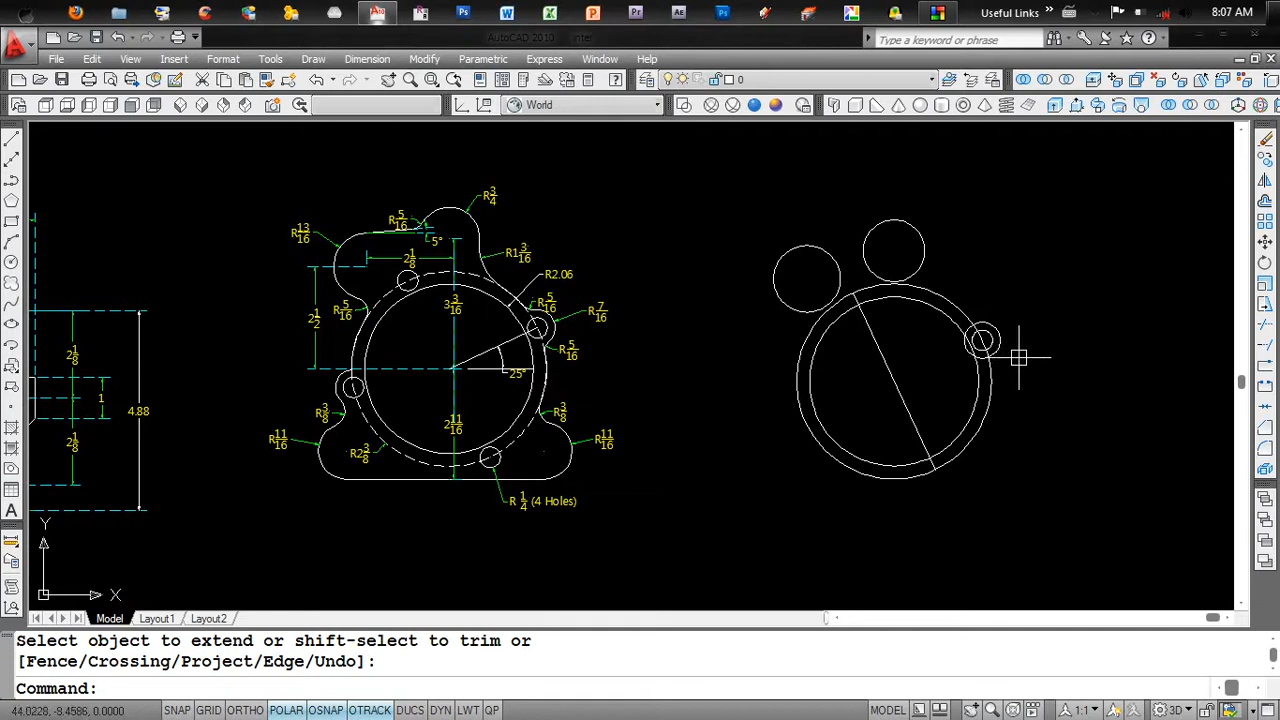 Useful Links »
8:07 AM
AutoCAD 2010
Type a keyword or phrase
File Edit View Insert Format Tools Draw Dimension Modify Parametric Express Window Help
0
World
R3/4
R5/16
R13/16
5°
2 1/8
R1 3/16
R2.06
R5/16
R7/16
3 3/16
R5/16
2 1/2
R5/16
25°
2 1/8
1
4.88
2 1/8
R3/8
R11/16
2 11/16
R3/8
R11/16
R2 3/8
R 1/4 (4 Holes)
Y
X
Model Layout1 Layout2
Select object to extend or shift-select to trim or
[Fence/Crossing/Project/Edge/Undo]:
Command:
44.0228, -8.4586, 0.0000 SNAP GRID ORTHO POLAR OSNAP OTRACK DUCS DYN LWT QP MODEL 1:1 3D